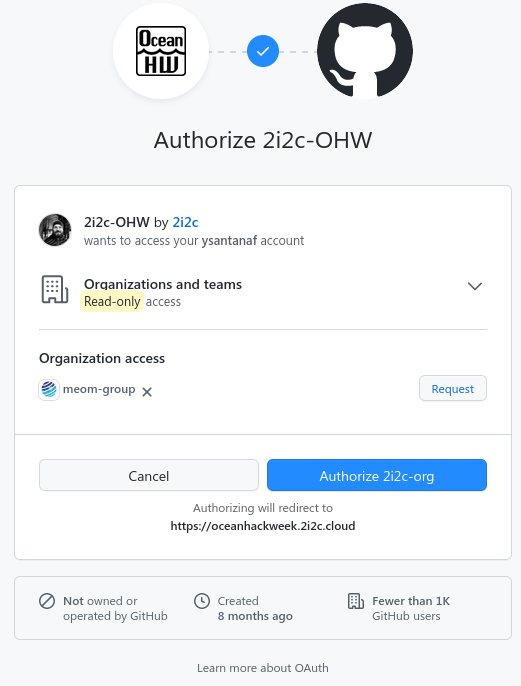 Ocean
HW
Authorize 2i2c-OHW
2i2c-OHW by 2i2c
wants to access your ysantanaf account
Organizations and teams
Read-only access
Organization access
meom-group
Request
Cancel
Authorize 2i2c-org
Authorizing will redirect to
https://oceanhackweek.2i2c.cloud
Not owned or
operated by GitHub
Created
8 months ago
Fewer than 1K
GitHub users
Learn more about OAuth